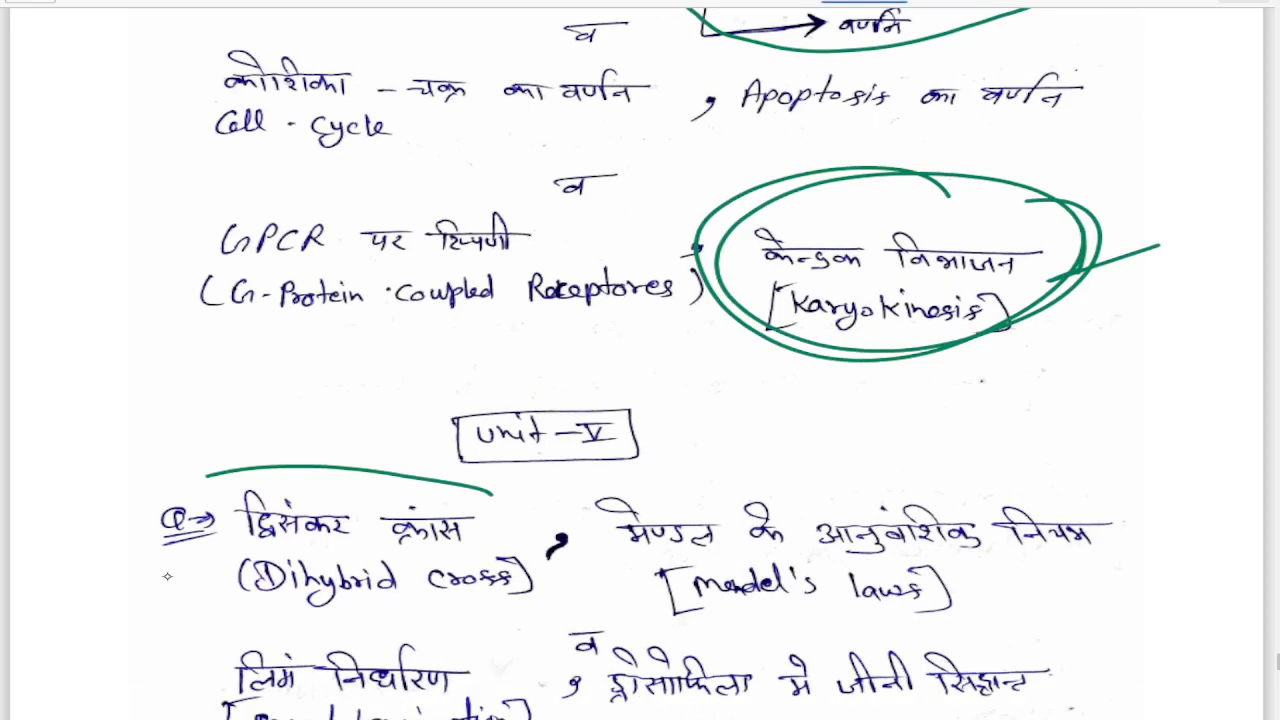 व → वर्णन
कोशिका - चक्र का वर्णन , Apoptosis का वर्णन
Cell - Cycle
व
GPCR पर टिप्पणी
(G-Protein Coupled Receptores) , केन्द्रक विभाजन
[Karyokinesis]
Unit - V
Q→ द्विसंकर क्रांस , मेण्डल के आनुवंशिक नियम
(Dihybrid cross) [Mendel's laws]
व
लिगं निर्धारण , ड्रोसोफिला मे जीनी सिद्धान्त